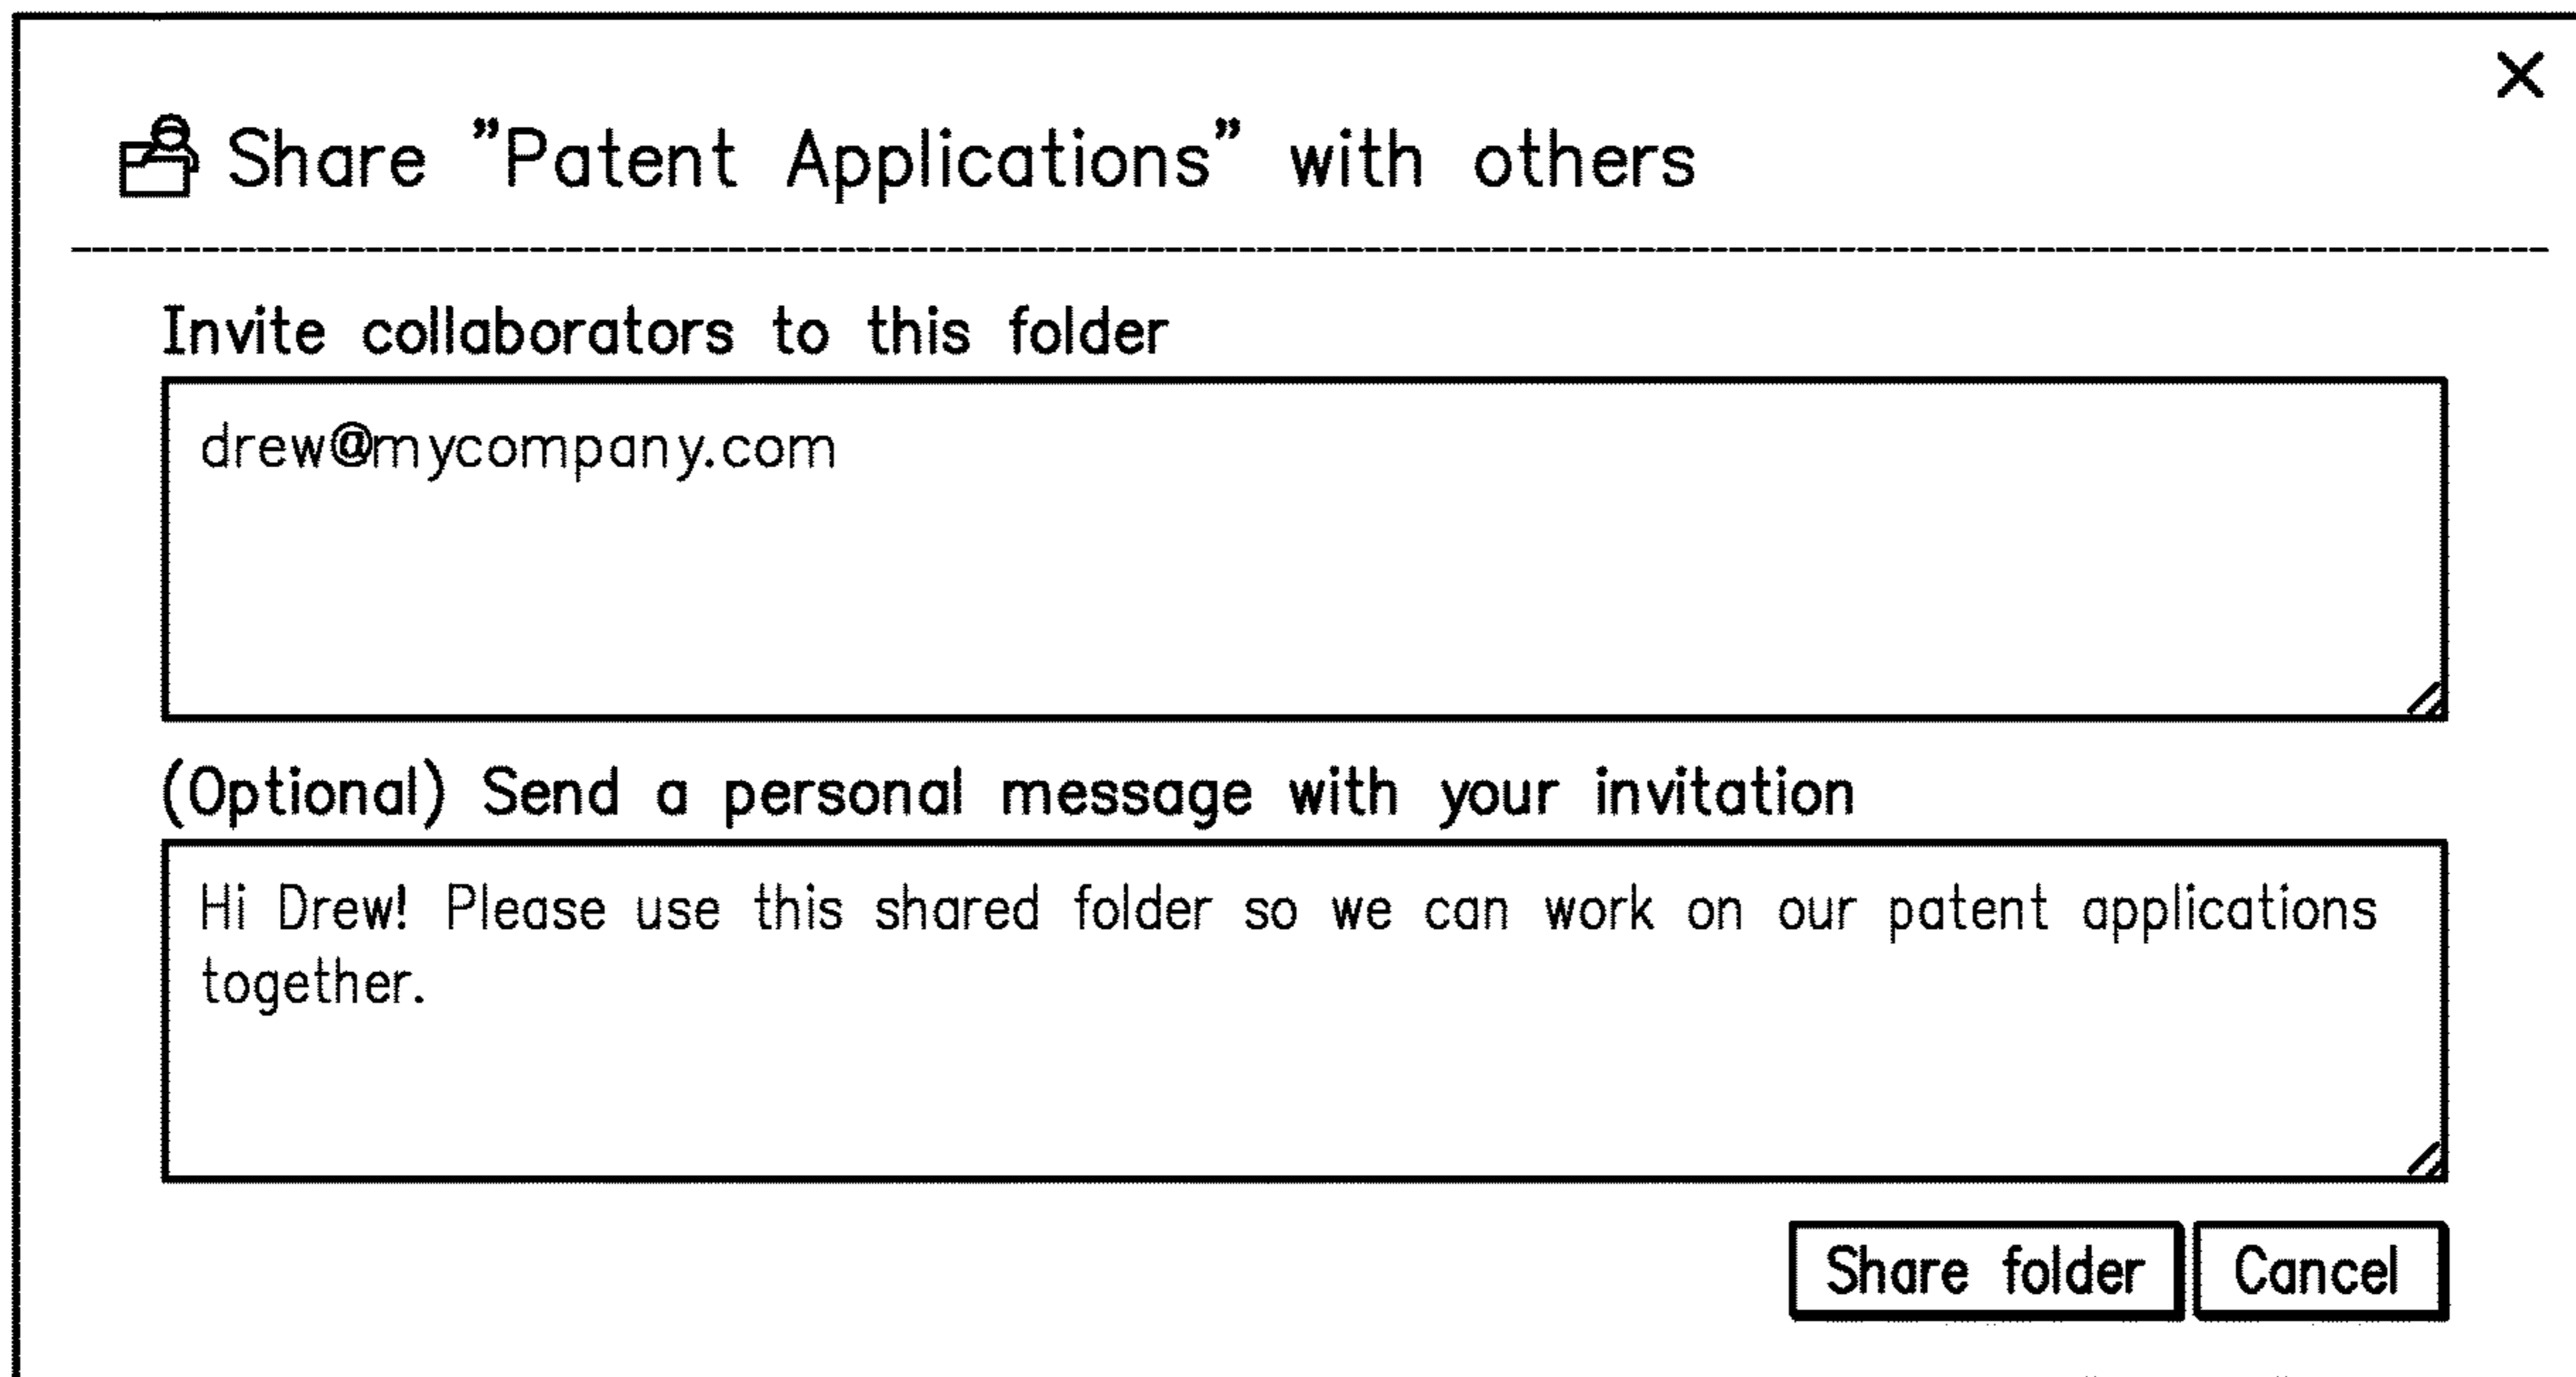 Share "Patent Applications" with others
Invite collaborators to this folder
drew@mycompany.com
(Optional) Send a personal message with your invitation
Hi Drew! Please use this shared folder so we can work on our patent applications
together.
Share folder Cancel